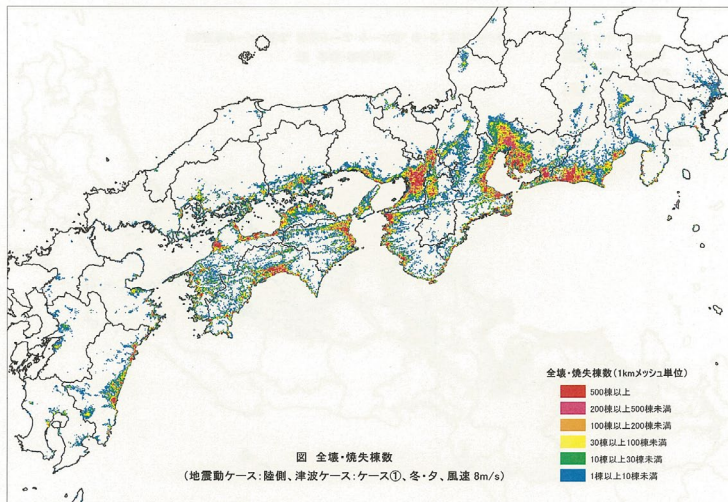 全壊・焼失棟数(1kmメッシュ単位)
500棟以上
200棟以上500棟未満
100棟以上200棟未満
30棟以上100棟未満
10棟以上30棟未満
1棟以上10棟未満
図 全壊・焼失棟数
(地震動ケース:陸側、津波ケース:ケース①、冬・夕、風速 8m/s)